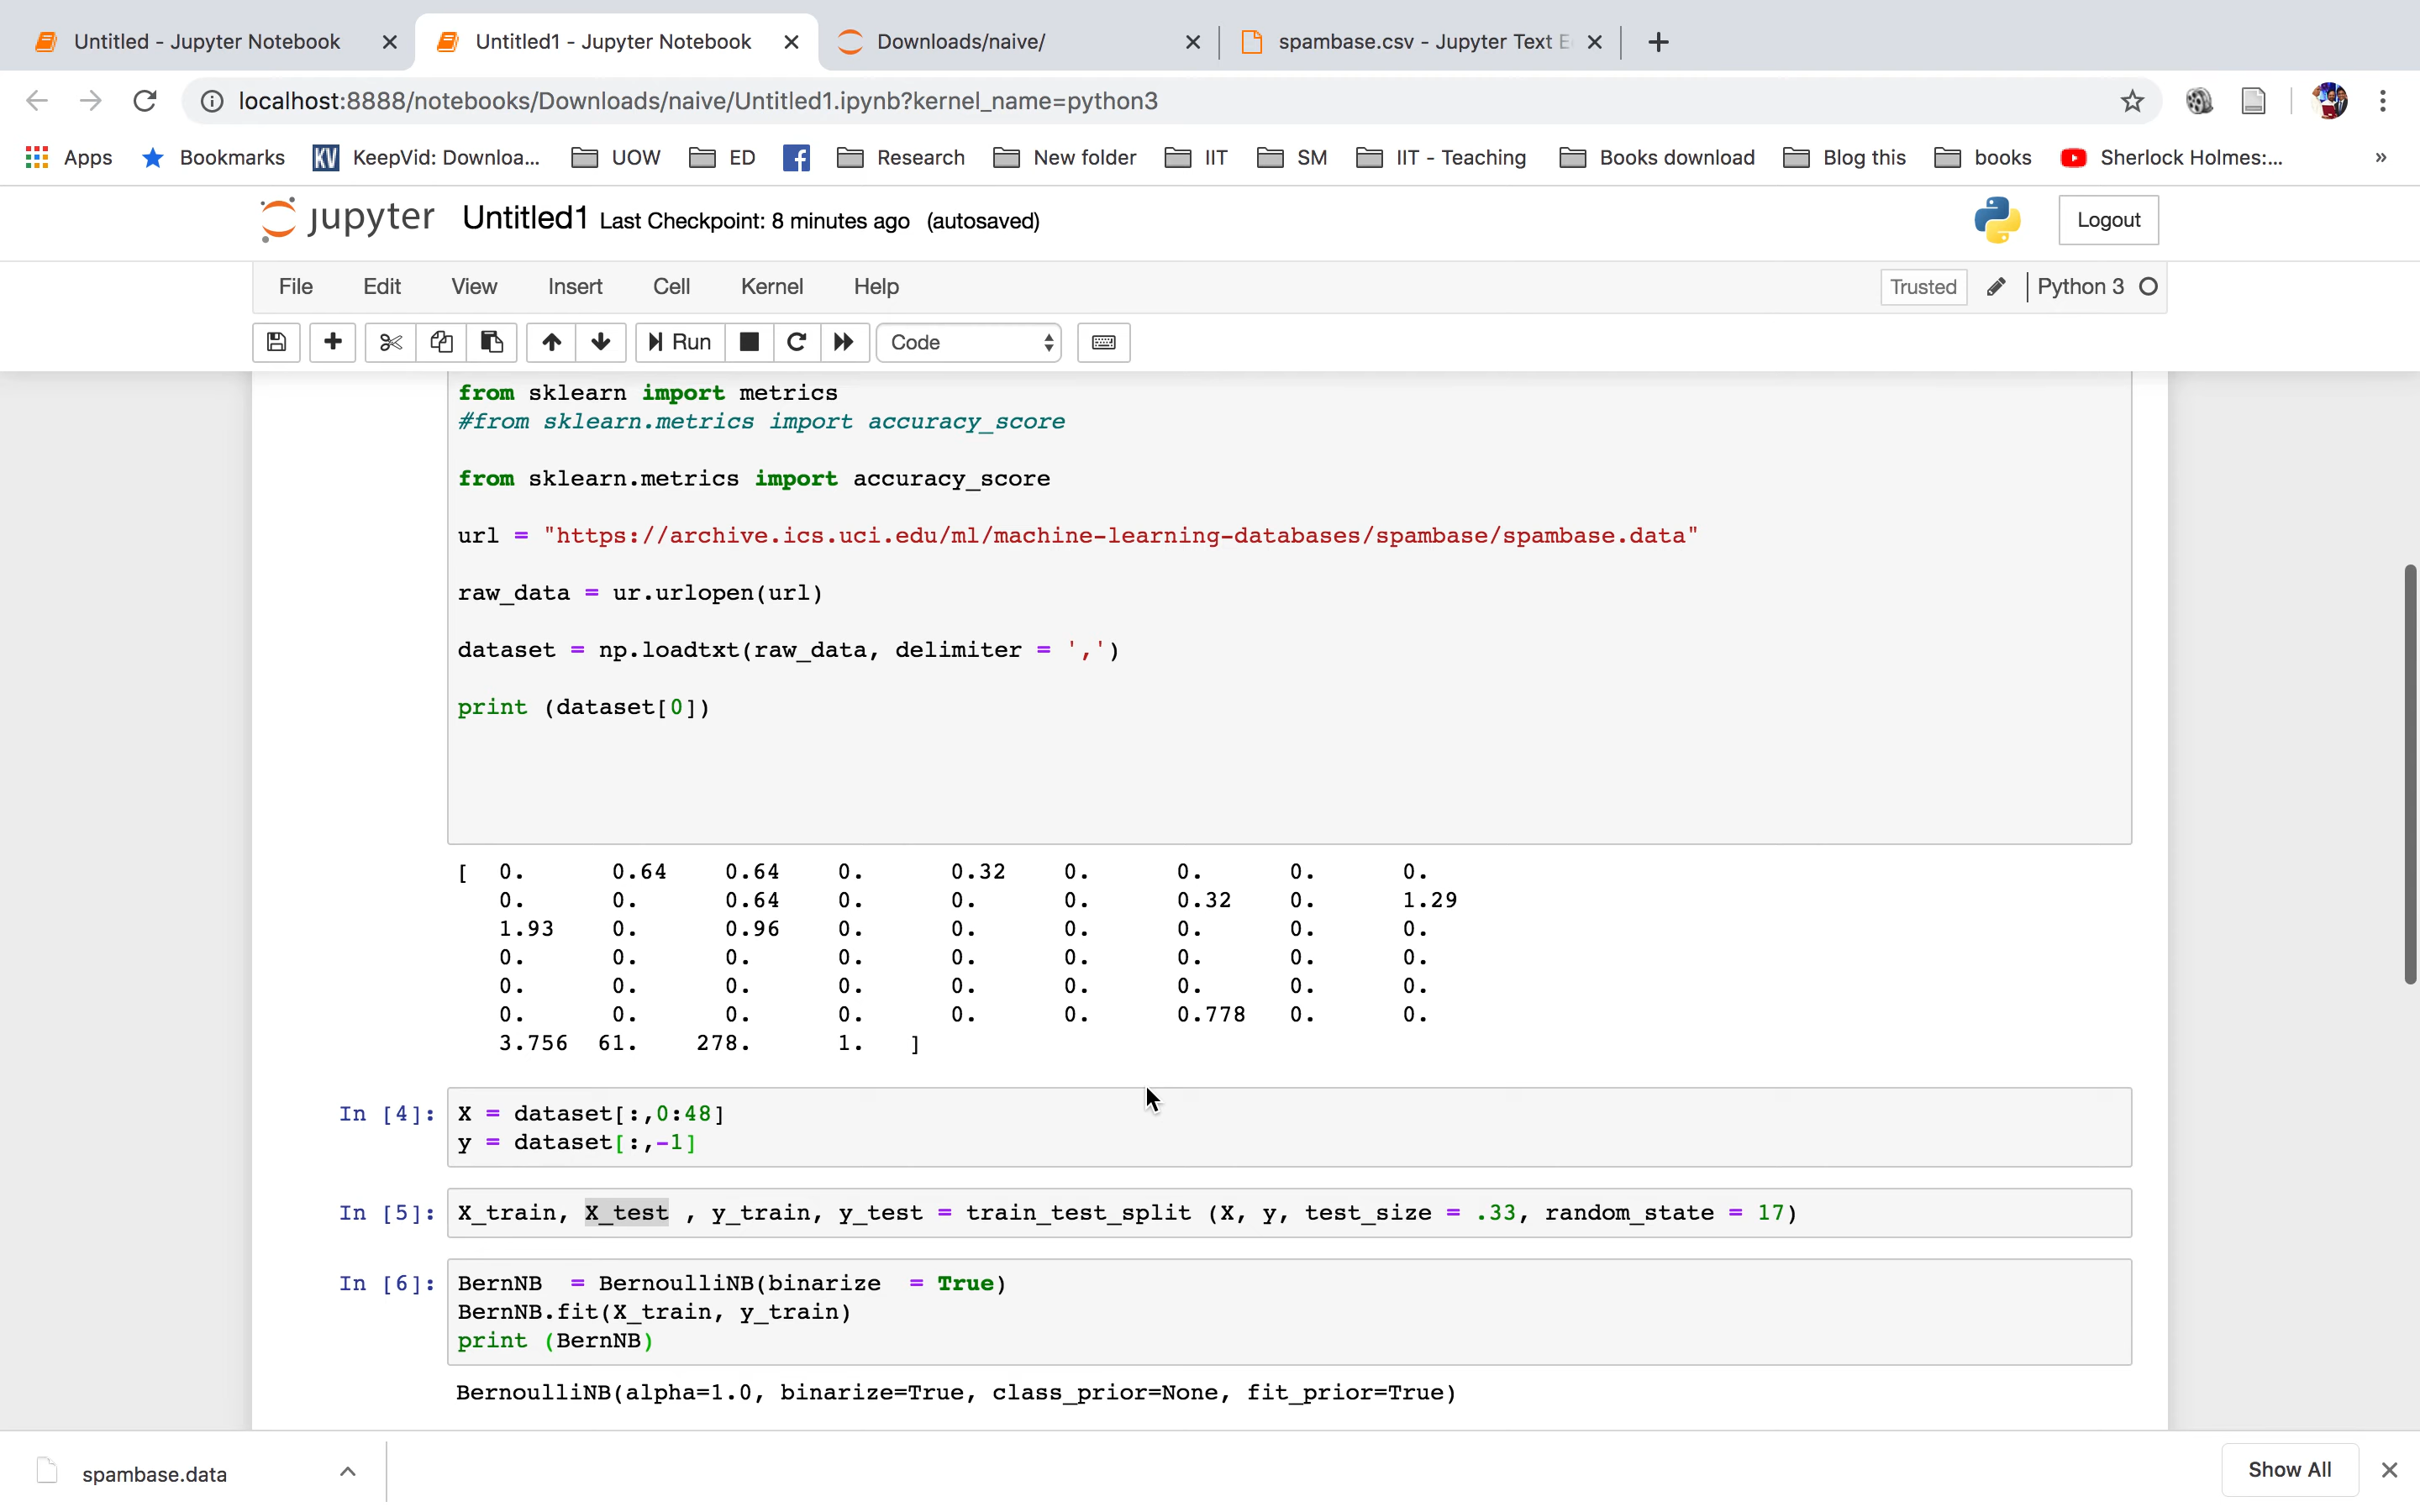 Untitled - Jupyter Notebook
Untitled1 - Jupyter Notebook
Downloads/naive/
spambase.csv - Jupyter Text E
localhost:8888/notebooks/Downloads/naive/Untitled1.ipynb?kernel_name=python3
Apps
Bookmarks
KV KeepVid: Downloa...
UOW
ED
Research
New folder
IIT
SM
IIT - Teaching
Books download
Blog this
books
Sherlock Holmes:...
»
jupyter Untitled1 Last Checkpoint: 8 minutes ago (autosaved)
Logout
File Edit View Insert Cell Kernel Help
Trusted
Python 3
Run
Code
from sklearn import metrics
#from sklearn.metrics import accuracy_score
from sklearn.metrics import accuracy_score
url = "https://archive.ics.uci.edu/ml/machine-learning-databases/spambase/spambase.data"
raw_data = ur.urlopen(url)
dataset = np.loadtxt(raw_data, delimiter = ',')
print (dataset[0])
[ 0. 0.64 0.64 0. 0.32 0. 0. 0. 0.
0. 0. 0.64 0. 0. 0. 0.32 0. 1.29
1.93 0. 0.96 0. 0. 0. 0. 0. 0.
0. 0. 0. 0. 0. 0. 0. 0. 0.
0. 0. 0. 0. 0. 0. 0. 0. 0.
0. 0. 0. 0. 0. 0. 0.778 0. 0.
3.756 61. 278. 1. ]
In [4]: X = dataset[:,0:48]
y = dataset[:,-1]
In [5]: X_train, X_test , y_train, y_test = train_test_split (X, y, test_size = .33, random_state = 17)
In [6]: BernNB = BernoulliNB(binarize = True)
BernNB.fit(X_train, y_train)
print (BernNB)
BernoulliNB(alpha=1.0, binarize=True, class_prior=None, fit_prior=True)
spambase.data
Show All